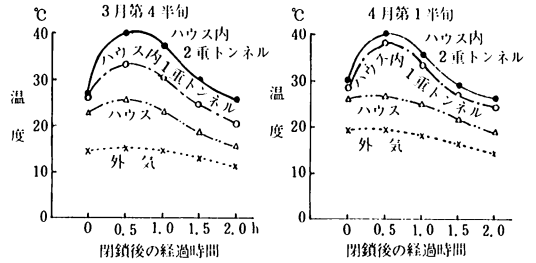 3月第4半旬
℃
40
30
20
10
0
温度
ハウス内
2重トンネル
ハウス内1重トンネル
ハウス
外気
0 0.5 1.0 1.5 2.0 h
閉鎖後の経過時間
4月第1半旬
℃
40
30
20
10
0
温度
ハウス内
2重トンネル
ハウス内
1重トンネル
ハウス
外気
0 0.5 1.0 1.5 2.0
閉鎖後の経過時間